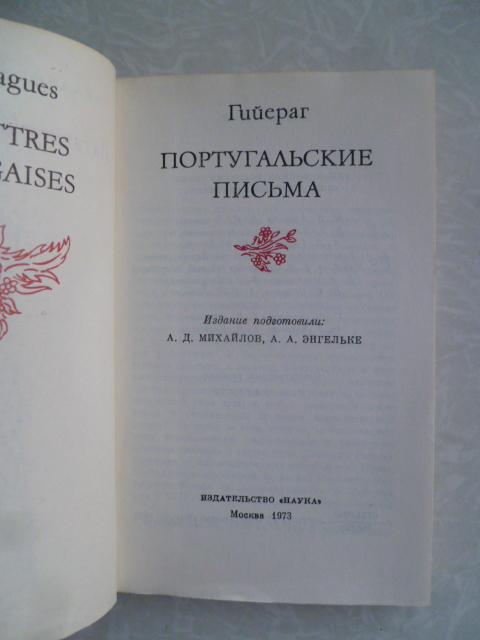 Гийераг
ПОРТУГАЛЬСКИЕ
ПИСЬМА
Издание подготовили:
А. Д. МИХАЙЛОВ, А. А. ЭНГЕЛЬКЕ
ИЗДАТЕЛЬСТВО «НАУКА»
Москва 1973
agues
TTRES
GAISES